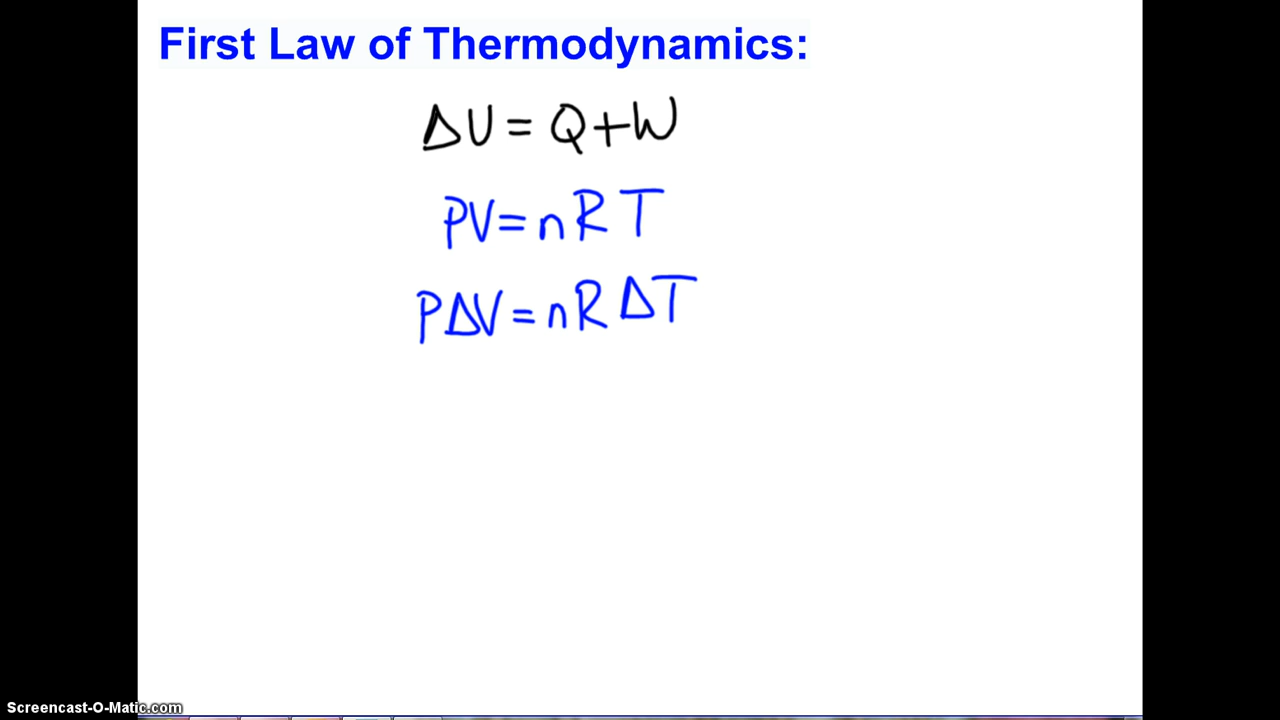 First Law of Thermodynamics:
ΔU = Q+W
PV = nRT
PΔV = nRΔT
Screencast-O-Matic.com